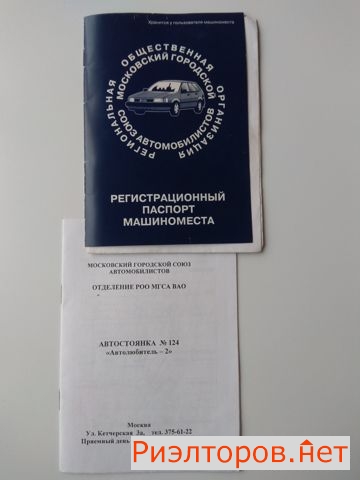 Хранится у пользователя машиноместа
РЕГИОНАЛЬНАЯ ОБЩЕСТВЕННАЯ ОРГАНИЗАЦИЯ
МОСКОВСКИЙ ГОРОДСКОЙ
СОЮЗ АВТОМОБИЛИСТОВ
РЕГИСТРАЦИОННЫЙ
ПАСПОРТ
МАШИНОМЕСТА
МОСКОВСКИЙ ГОРОДСКОЙ СОЮЗ
АВТОМОБИЛИСТОВ
ОТДЕЛЕНИЕ РОО МГСА ВАО
АВТОСТОЯНКА № 124
«Автолюбитель – 2»
Москва
Ул. Кетчерская 3а, тел. 375-61-22
Приемный день
Риэлторов.нет